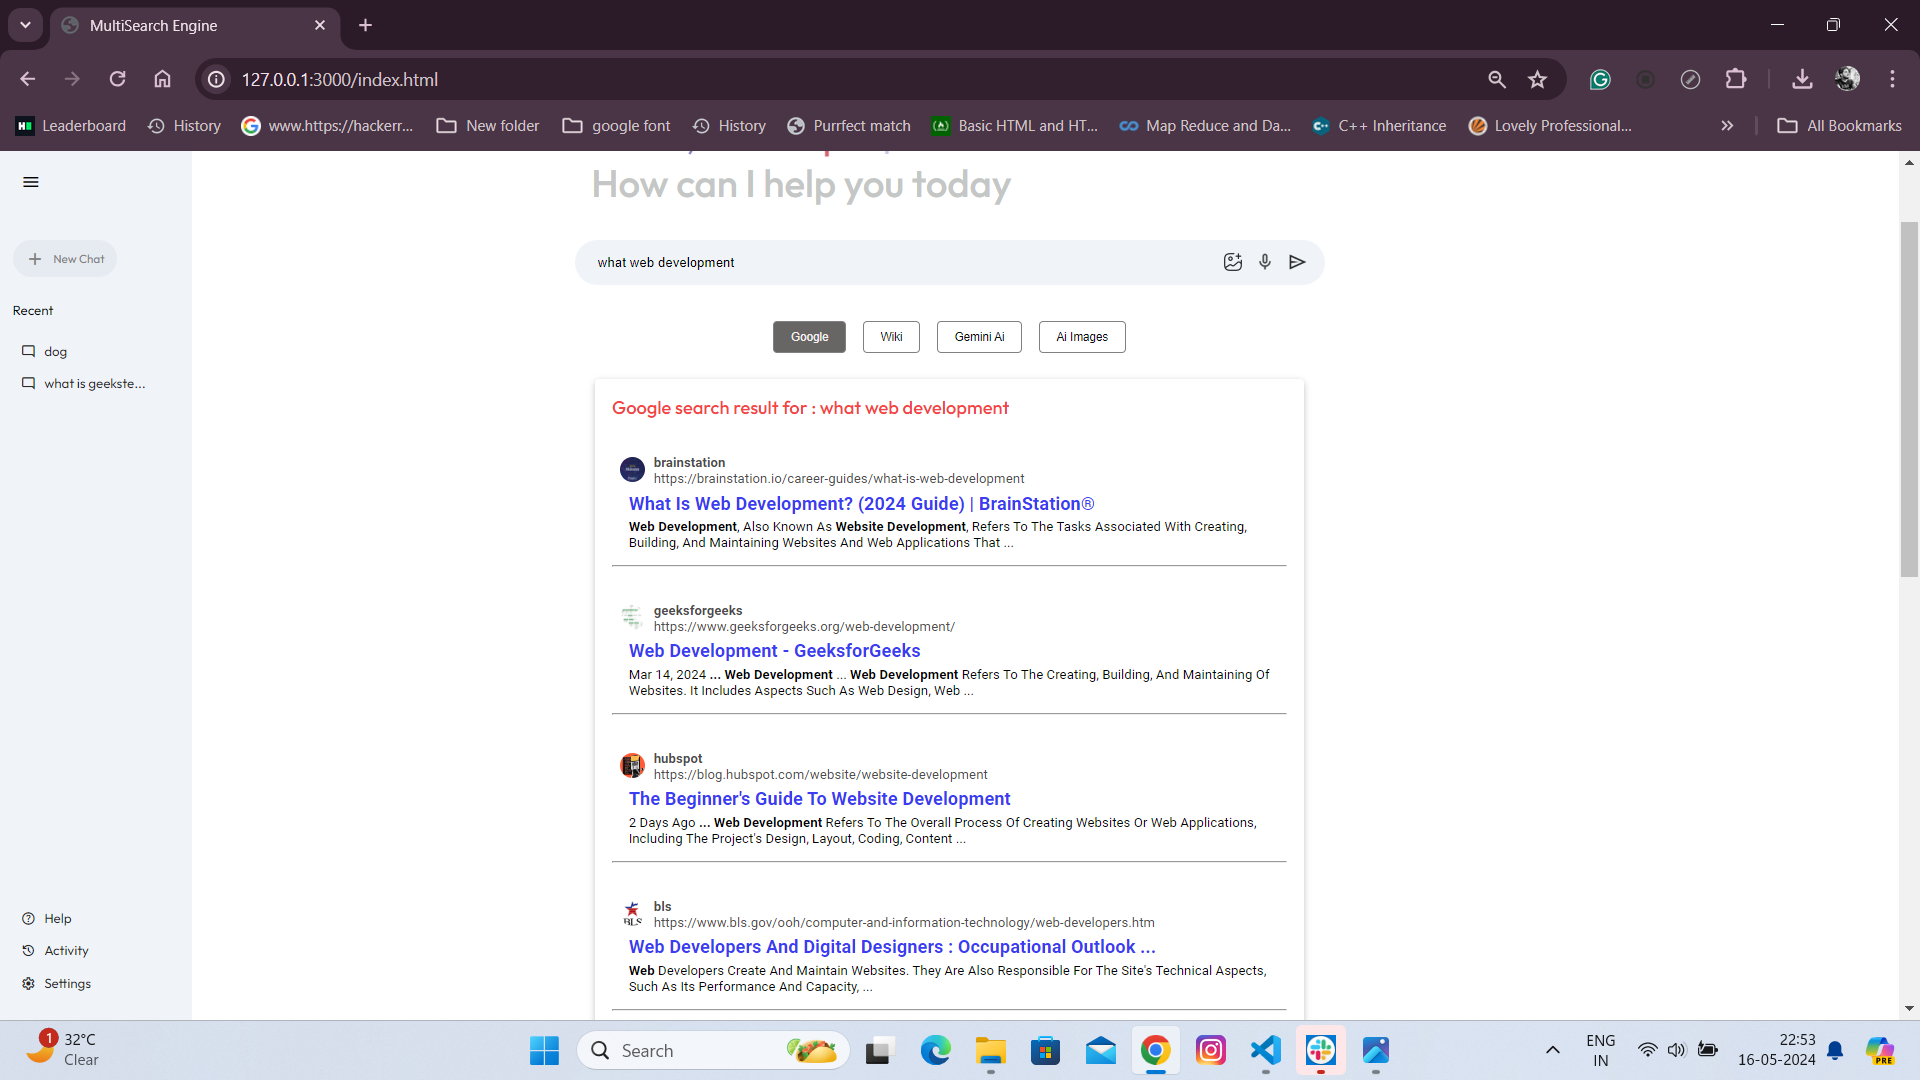 MultiSearch Engine
127.0.0.1:3000/index.html
Leaderboard
History
www.https://hackerr...
New folder
google font
History
Purrfect match
Basic HTML and HT...
Map Reduce and Da...
C++ Inheritance
Lovely Professional...
All Bookmarks
How can I help you today
New Chat
what web development
Recent
Google
Wiki
Gemini Ai
Ai Images
dog
what is geekste...
Google search result for : what web development
brainstation
https://brainstation.io/career-guides/what-is-web-development
What Is Web Development? (2024 Guide) | BrainStation®
Web Development, Also Known As Website Development, Refers To The Tasks Associated With Creating,
Building, And Maintaining Websites And Web Applications That ...
geeksforgeeks
https://www.geeksforgeeks.org/web-development/
Web Development - GeeksforGeeks
Mar 14, 2024 ... Web Development ... Web Development Refers To The Creating, Building, And Maintaining Of
Websites. It Includes Aspects Such As Web Design, Web ...
hubspot
https://blog.hubspot.com/website/website-development
The Beginner's Guide To Website Development
2 Days Ago ... Web Development Refers To The Overall Process Of Creating Websites Or Web Applications,
Including The Project's Design, Layout, Coding, Content ...
bls
BLS
https://www.bls.gov/ooh/computer-and-information-technology/web-developers.htm
Web Developers And Digital Designers : Occupational Outlook ...
Web Developers Create And Maintain Websites. They Are Also Responsible For The Site's Technical Aspects,
Such As Its Performance And Capacity, ...
Help
Activity
Settings
1
32°C
Clear
Search
ENG
IN
22:53
16-05-2024
PRE